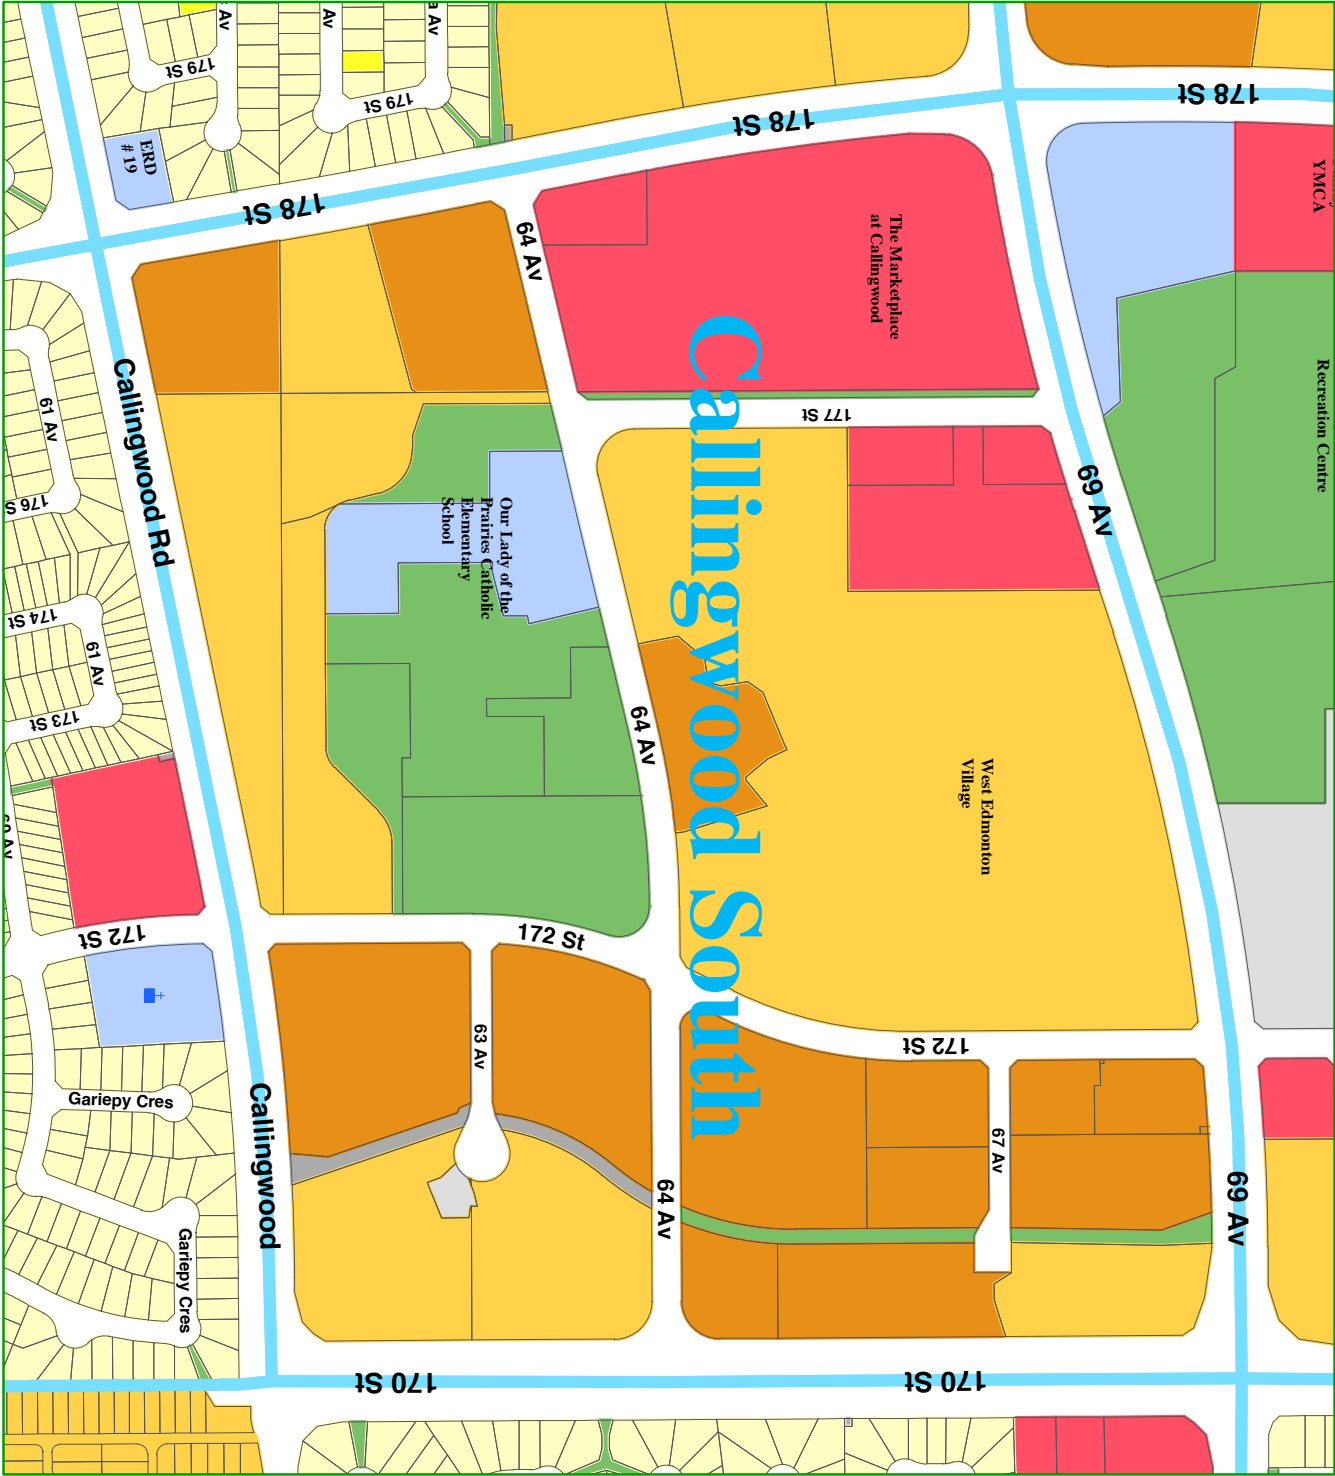 Av
Av
a Av
179 St
179 St
178 St
178 St
178 St
ERD
# 19
YMCA
64 Av
The Marketplace
at Callingwood
Recreation Centre
Callingwood South
Callingwood Rd
61 Av
177 St
69 Av
176 S
Our Lady of the
Prairies Catholic
Elementary
School
174 St
61 Av
173 St
64 Av
West Edmonton
Village
172 St
172 St
172 St
63 Av
67 Av
Gariepy Cres
Callingwood
64 Av
69 Av
Gariepy Cres
170 St
170 St